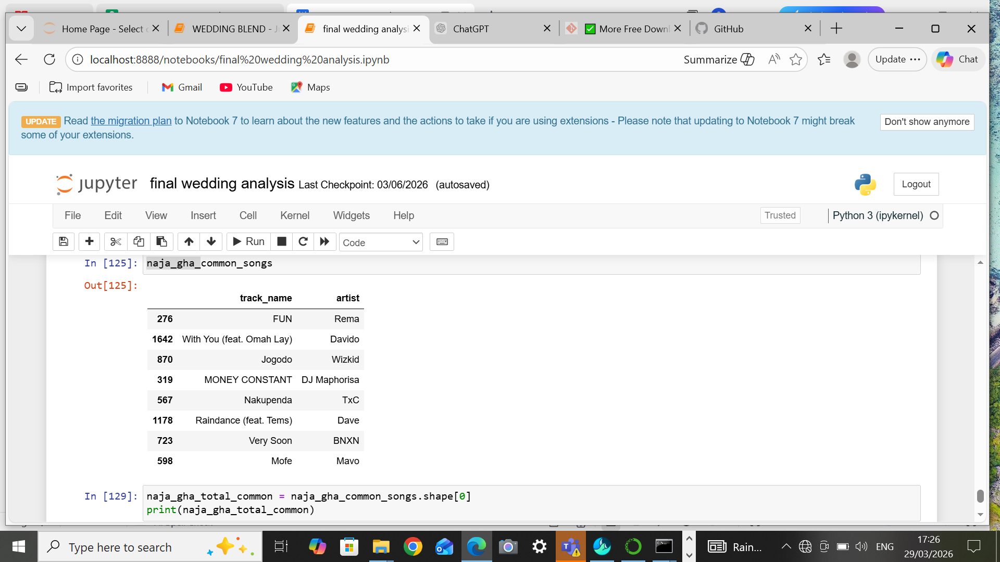 Home Page - Select
WEDDING BLEND - J
final wedding analysi
ChatGPT
More Free Down
GitHub
localhost:8888/notebooks/final%20wedding%20analysis.ipynb
Summarize
Update
Chat
Import favorites
Gmail
YouTube
Maps
UPDATE Read the migration plan to Notebook 7 to learn about the new features and the actions to take if you are using extensions - Please note that updating to Notebook 7 might break
some of your extensions.
Don't show anymore
jupyter final wedding analysis Last Checkpoint: 03/06/2026 (autosaved)
Logout
File Edit View Insert Cell Kernel Widgets Help
Trusted
Python 3 (ipykernel)
Run
Code
In [125]: naja_gha_common_songs
Out[125]:
track_name artist
276 FUN Rema
1642 With You (feat. Omah Lay) Davido
870 Jogodo Wizkid
319 MONEY CONSTANT DJ Maphorisa
567 Nakupenda TxC
1178 Raindance (feat. Tems) Dave
723 Very Soon BNXN
598 Mofe Mavo
In [129]: naja_gha_total_common = naja_gha_common_songs.shape[0]
print(naja_gha_total_common)
Type here to search
Rain...
ENG
17:26
29/03/2026